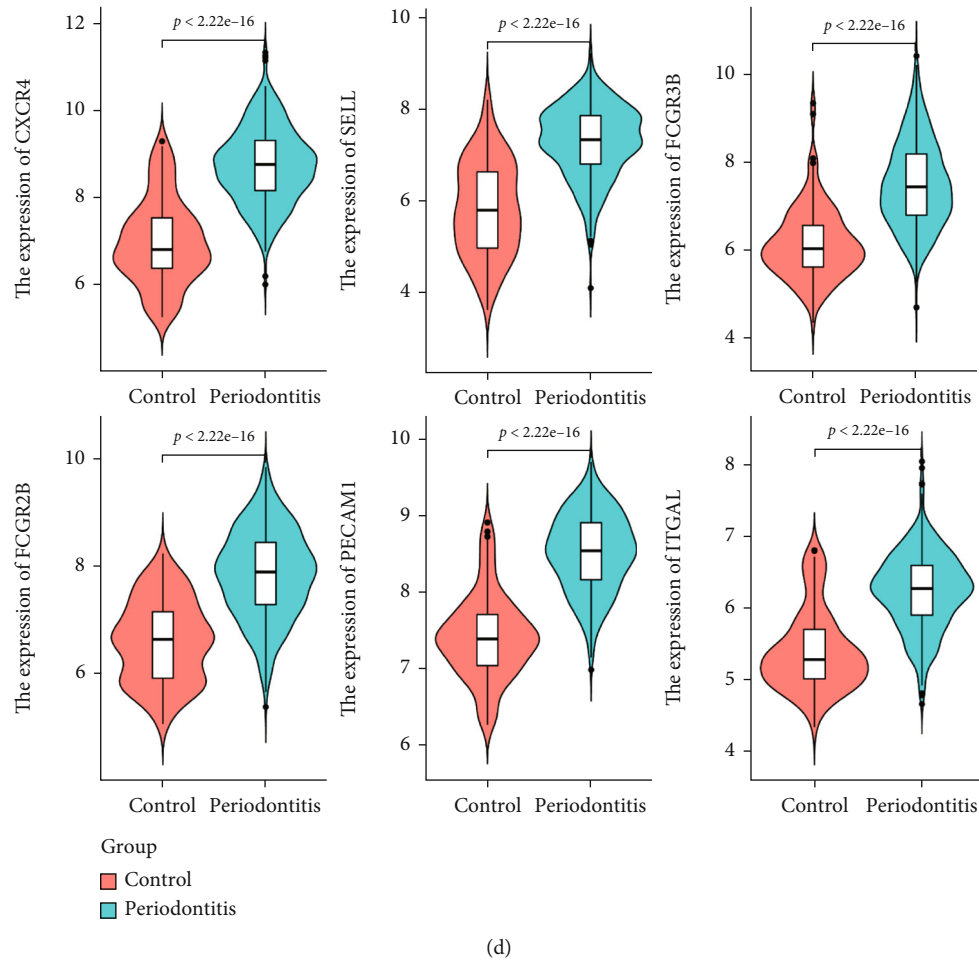 The expression of CXCR4
12
10
8
6
p < 2.22e–16
Control Periodontitis
The expression of SELL
10
8
6
4
p < 2.22e–16
Control Periodontitis
The expression of FCGR3B
10
8
6
4
p < 2.22e–16
Control Periodontitis
The expression of FCGR2B
10
8
6
p < 2.22e–16
Control Periodontitis
The expression of PECAM1
10
9
8
7
6
p < 2.22e–16
Control Periodontitis
The expression of ITGAL
8
7
6
5
4
p < 2.22e–16
Control Periodontitis
Group
Control
Periodontitis
(d)